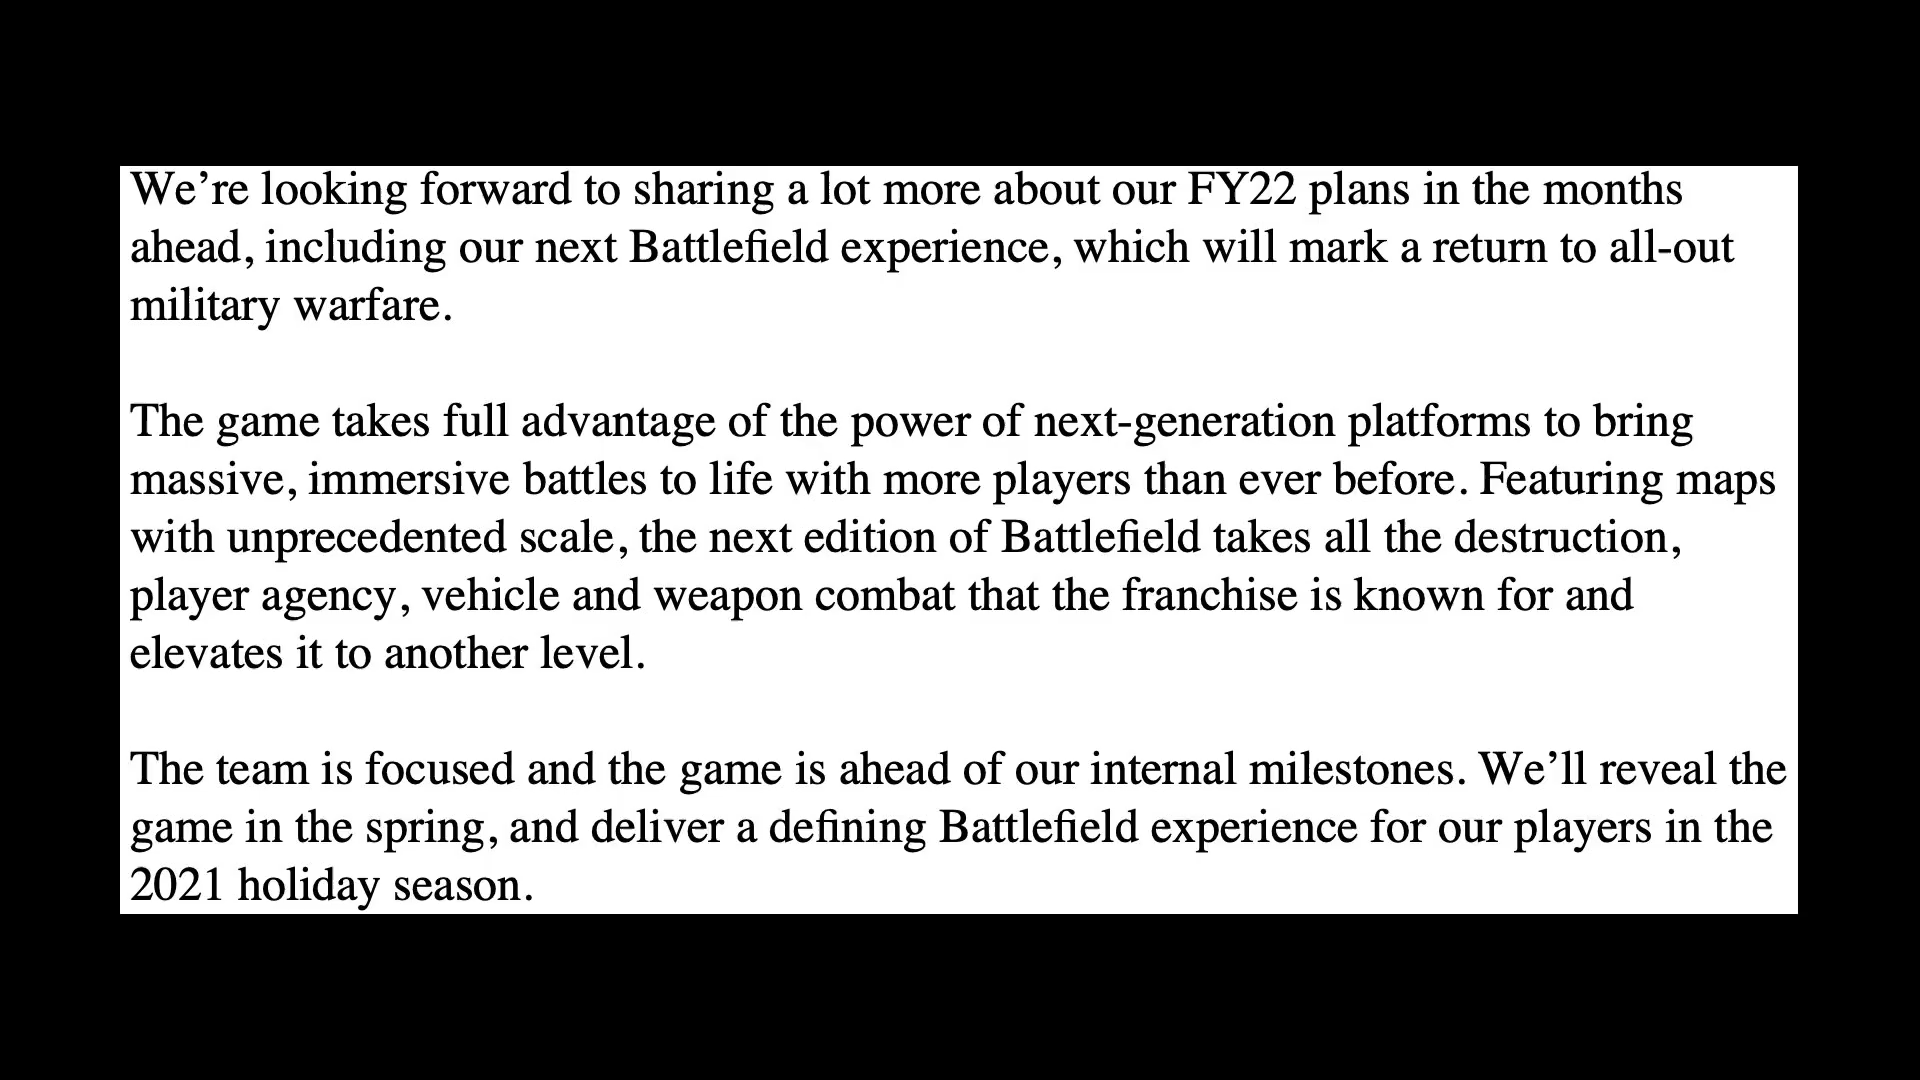 We’re looking forward to sharing a lot more about our FY22 plans in the months
ahead, including our next Battlefield experience, which will mark a return to all-out
military warfare.
The game takes full advantage of the power of next-generation platforms to bring
massive, immersive battles to life with more players than ever before. Featuring maps
with unprecedented scale, the next edition of Battlefield takes all the destruction,
player agency, vehicle and weapon combat that the franchise is known for and
elevates it to another level.
The team is focused and the game is ahead of our internal milestones. We’ll reveal the
game in the spring, and deliver a defining Battlefield experience for our players in the
2021 holiday season.